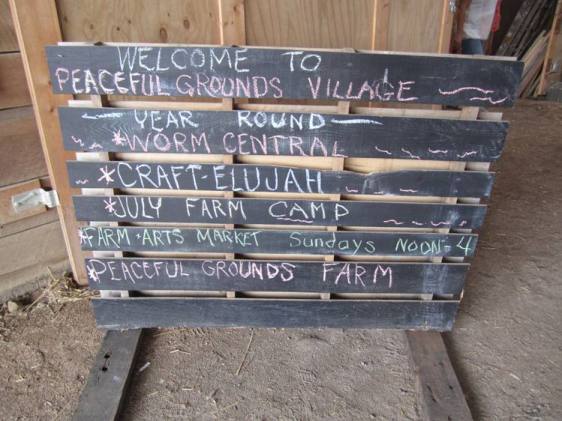 WELCOME TO
PEACEFUL GROUNDS VILLAGE
YEAR ROUND
*WORM CENTRAL
*CRAFT-ELUJAH
*JULY FARM CAMP
*FARM-ARTS MARKET Sundays NOON-4
*PEACEFUL GROUNDS FARM